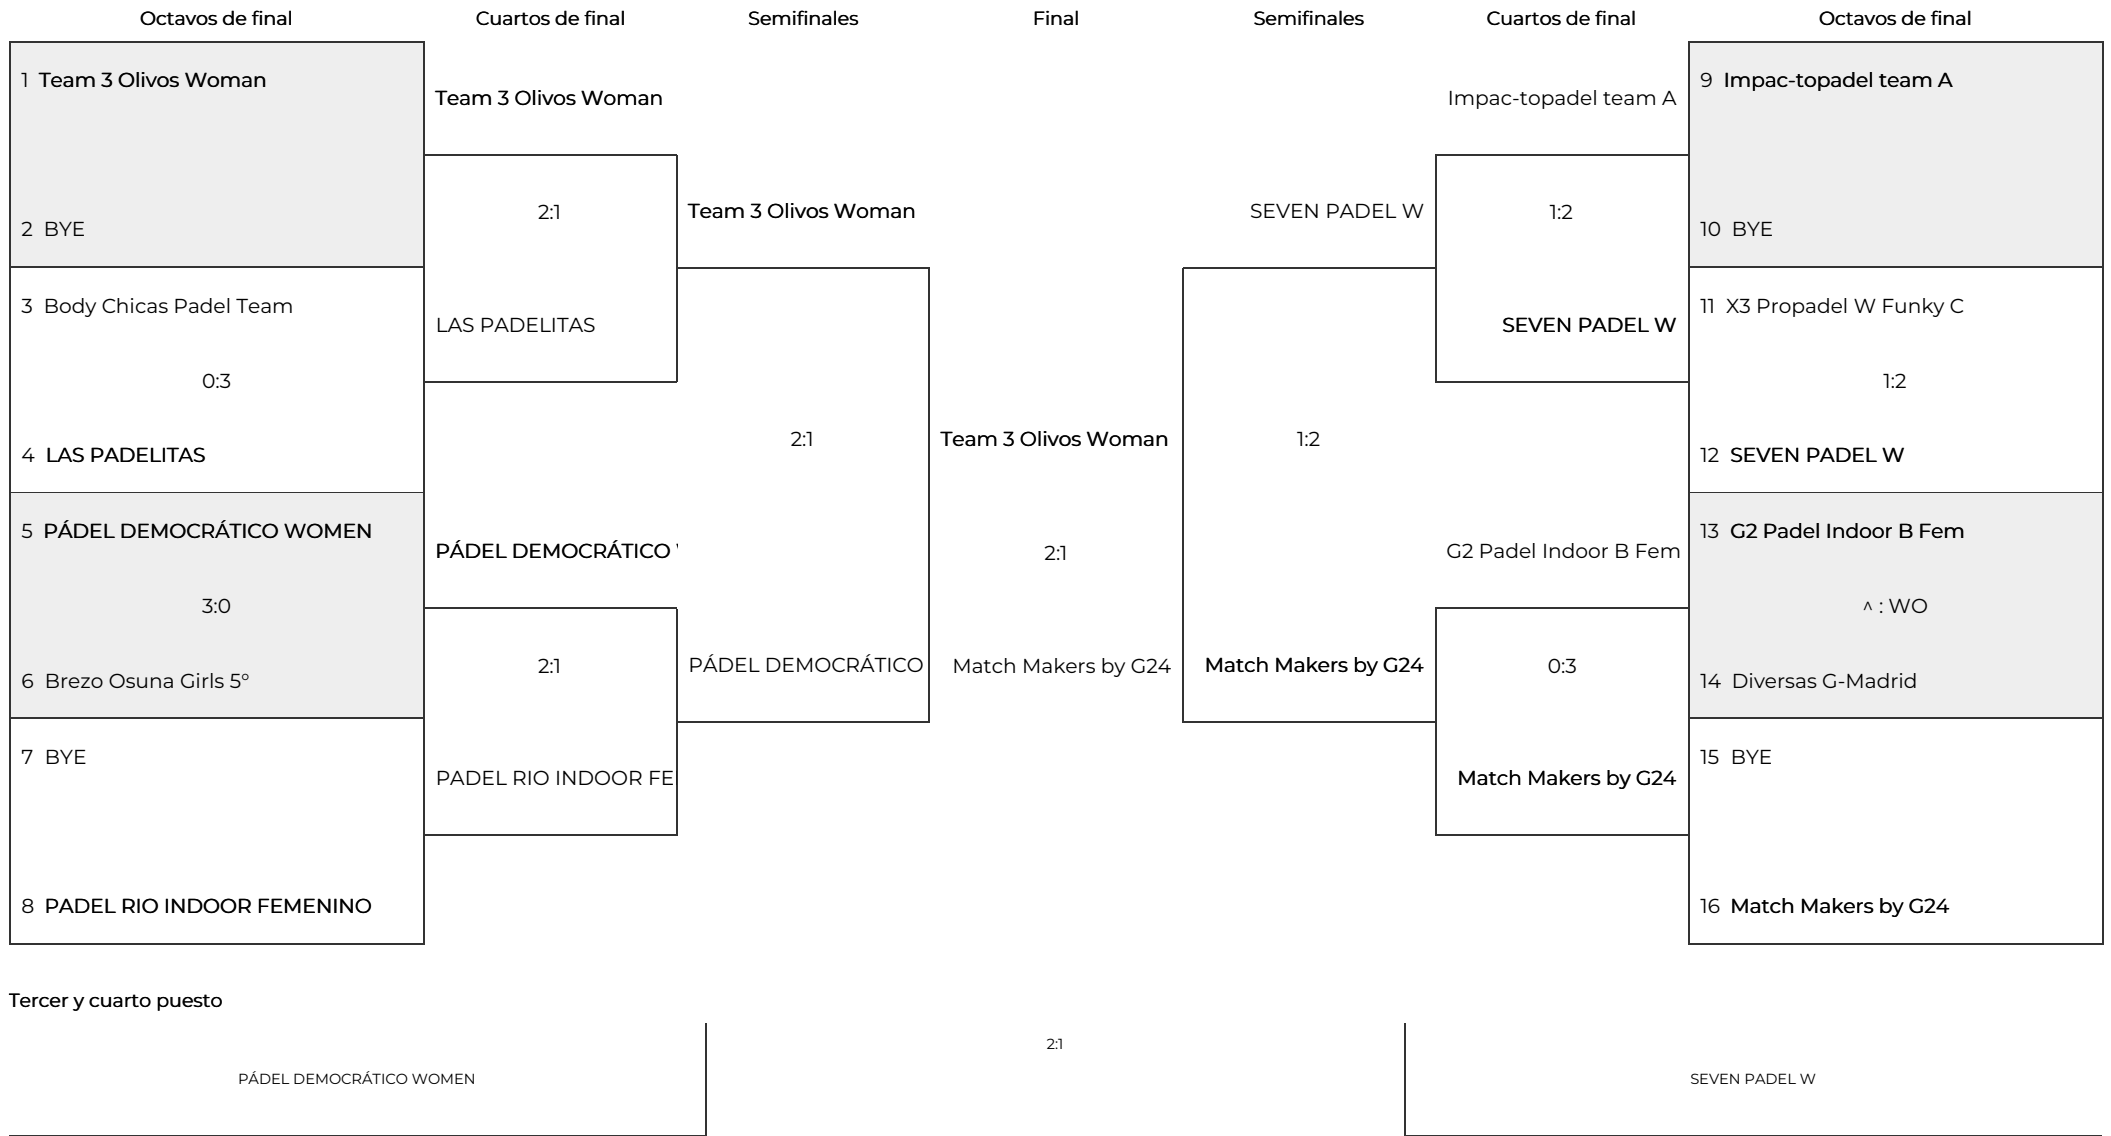 Octavos de final
Cuartos de final
Semifinales
Final
Semifinales
Cuartos de final
Octavos de final
1 Team 3 Olivos Woman
2 BYE
3 Body Chicas Padel Team
0:3
4 LAS PADELITAS
5 PÁDEL DEMOCRÁTICO WOMEN
3:0
6 Brezo Osuna Girls 5º
7 BYE
8 PADEL RIO INDOOR FEMENINO
Team 3 Olivos Woman
2:1
LAS PADELITAS
PÁDEL DEMOCRÁTICO
2:1
PADEL RIO INDOOR FE
Team 3 Olivos Woman
2:1
PÁDEL DEMOCRÁTICO
Team 3 Olivos Woman
2:1
Match Makers by G24
SEVEN PADEL W
1:2
Match Makers by G24
Impac-topadel team A
1:2
SEVEN PADEL W
G2 Padel Indoor B Fem
0:3
Match Makers by G24
9 Impac-topadel team A
10 BYE
11 X3 Propadel W Funky C
1:2
12 SEVEN PADEL W
13 G2 Padel Indoor B Fem
^ : WO
14 Diversas G-Madrid
15 BYE
16 Match Makers by G24
Tercer y cuarto puesto
PÁDEL DEMOCRÁTICO WOMEN
2:1
SEVEN PADEL W